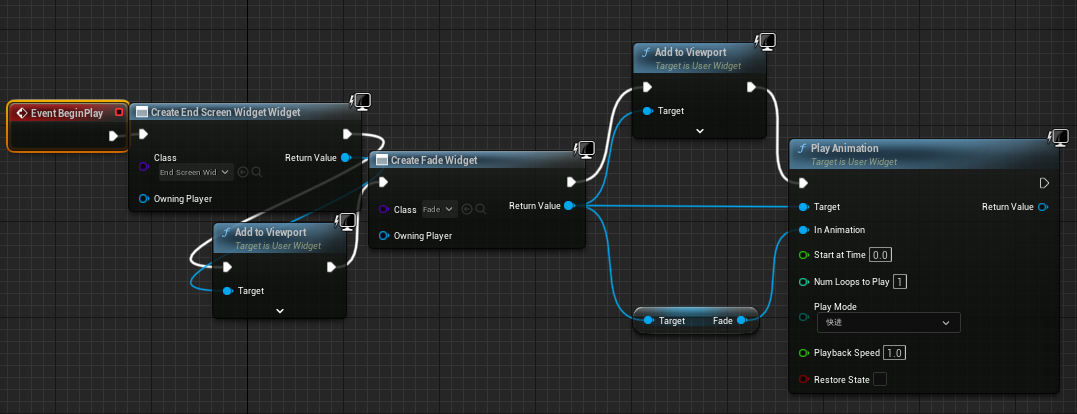 Event BeginPlay
Create End Screen Widget Widget
Class
End Screen Wid
Return Value
Owning Player
Add to Viewport
Target is User Widget
Target
Create Fade Widget
Class
Fade
Return Value
Owning Player
Add to Viewport
Target is User Widget
Target
Target
Fade
Play Animation
Target is User Widget
Target
Return Value
In Animation
Start at Time 0.0
Num Loops to Play 1
Play Mode
快进
Playback Speed 1.0
Restore State